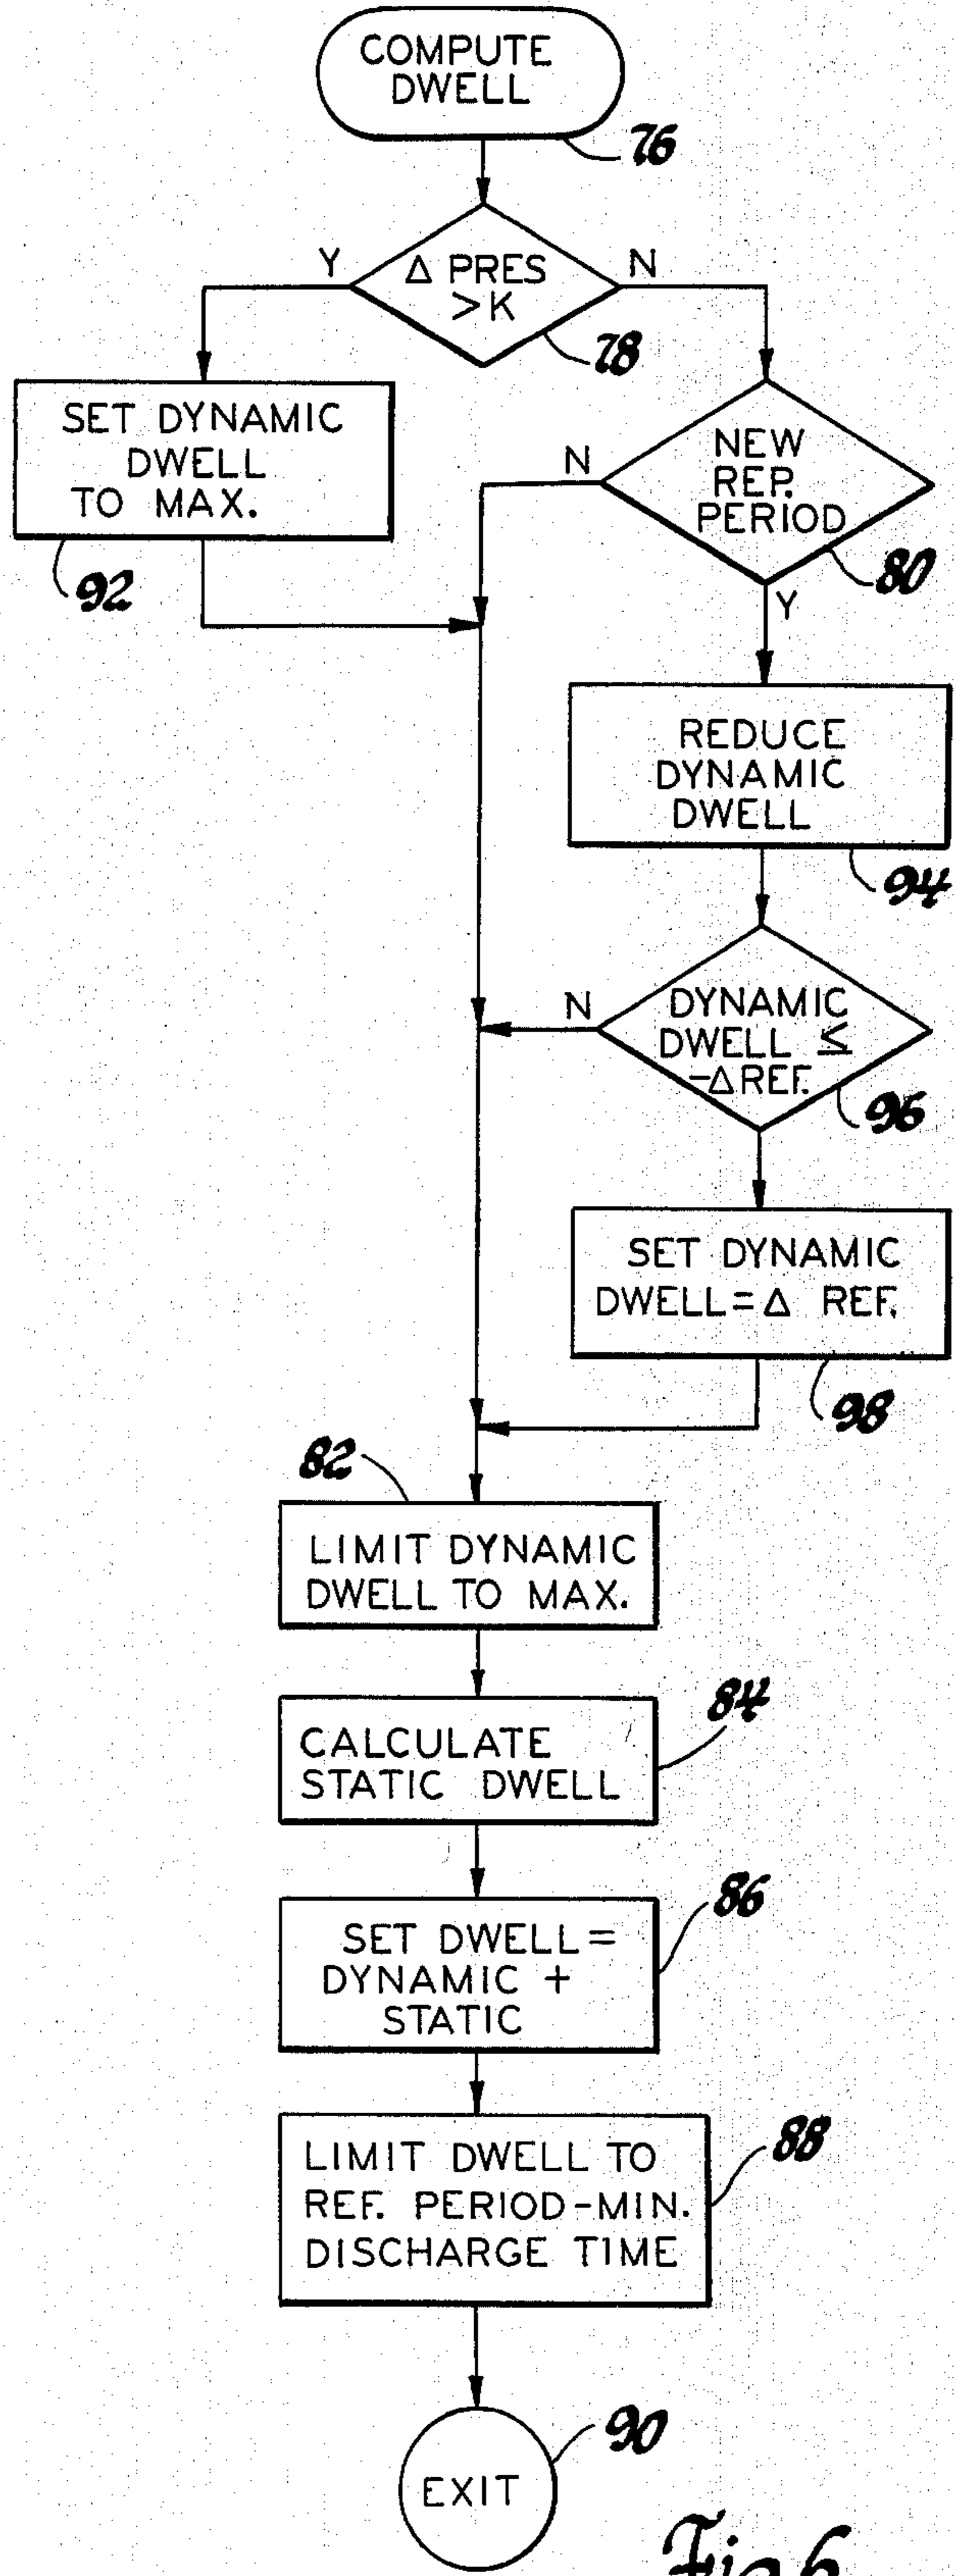 COMPUTE
DWELL
76
Y
Δ PRES
>K
N
78
SET DYNAMIC
DWELL
TO MAX.
92
N
NEW
REP.
PERIOD
80
Y
REDUCE
DYNAMIC
DWELL
94
N
DYNAMIC
DWELL ≤
-ΔREF.
96
SET DYNAMIC
DWELL=Δ REF.
98
82
LIMIT DYNAMIC
DWELL TO MAX.
84
CALCULATE
STATIC DWELL
86
SET DWELL=
DYNAMIC +
STATIC
88
LIMIT DWELL TO
REF. PERIOD-MIN.
DISCHARGE TIME
90
EXIT
Fig 6